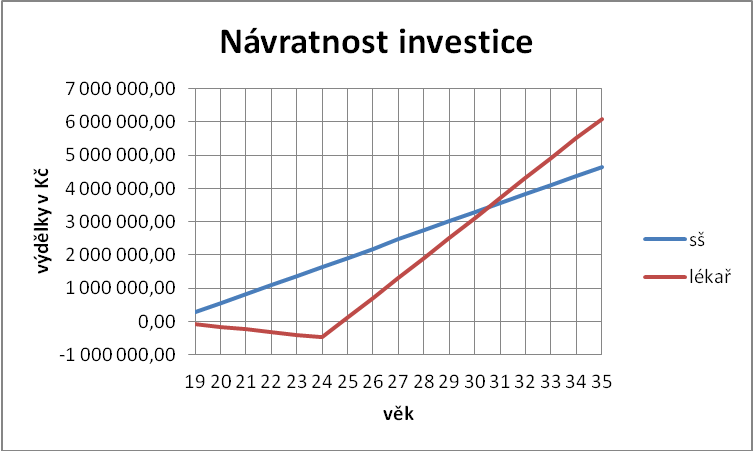 Návratnost investice
7 000 000,00
6 000 000,00
5 000 000,00
4 000 000,00
3 000 000,00
2 000 000,00
1 000 000,00
0,00
-1 000 000,00
výdělky v Kč
19 20 21 22 23 24 25 26 27 28 29 30 31 32 33 34 35
věk
sš
lékař